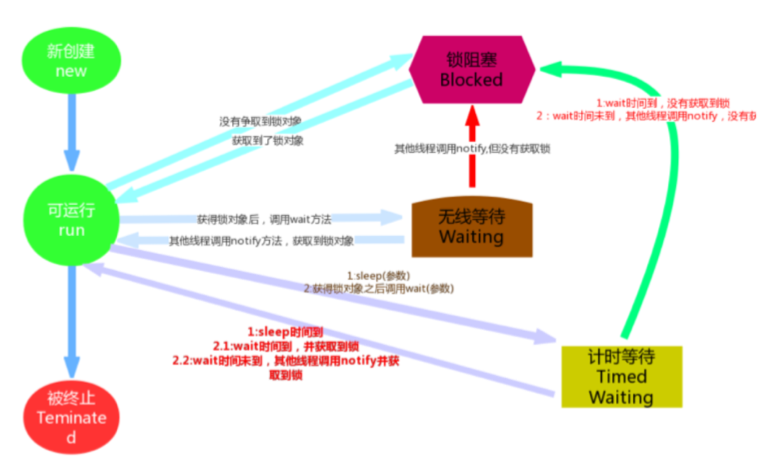 新创建
new
锁阻塞
Blocked
1:wait时间到，没有获取到锁
2：wait时间未到，其他线程调用notify，没有
没有争取到锁对象
获取到了锁对象
其他线程调用notify,但没有获取锁
可运行
run
获得锁对象后，调用wait方法
其他线程调用notify方法，获取到锁对象
无线等待
Waiting
1:sleep(参数)
2:获得锁对象之后调用wait(参数)
1:sleep时间到
2.1:wait时间到，并获取到锁
2.2:wait时间未到，其他线程调用notify并获
取到锁
计时等待
Timed
Waiting
被终止
Teminate
d